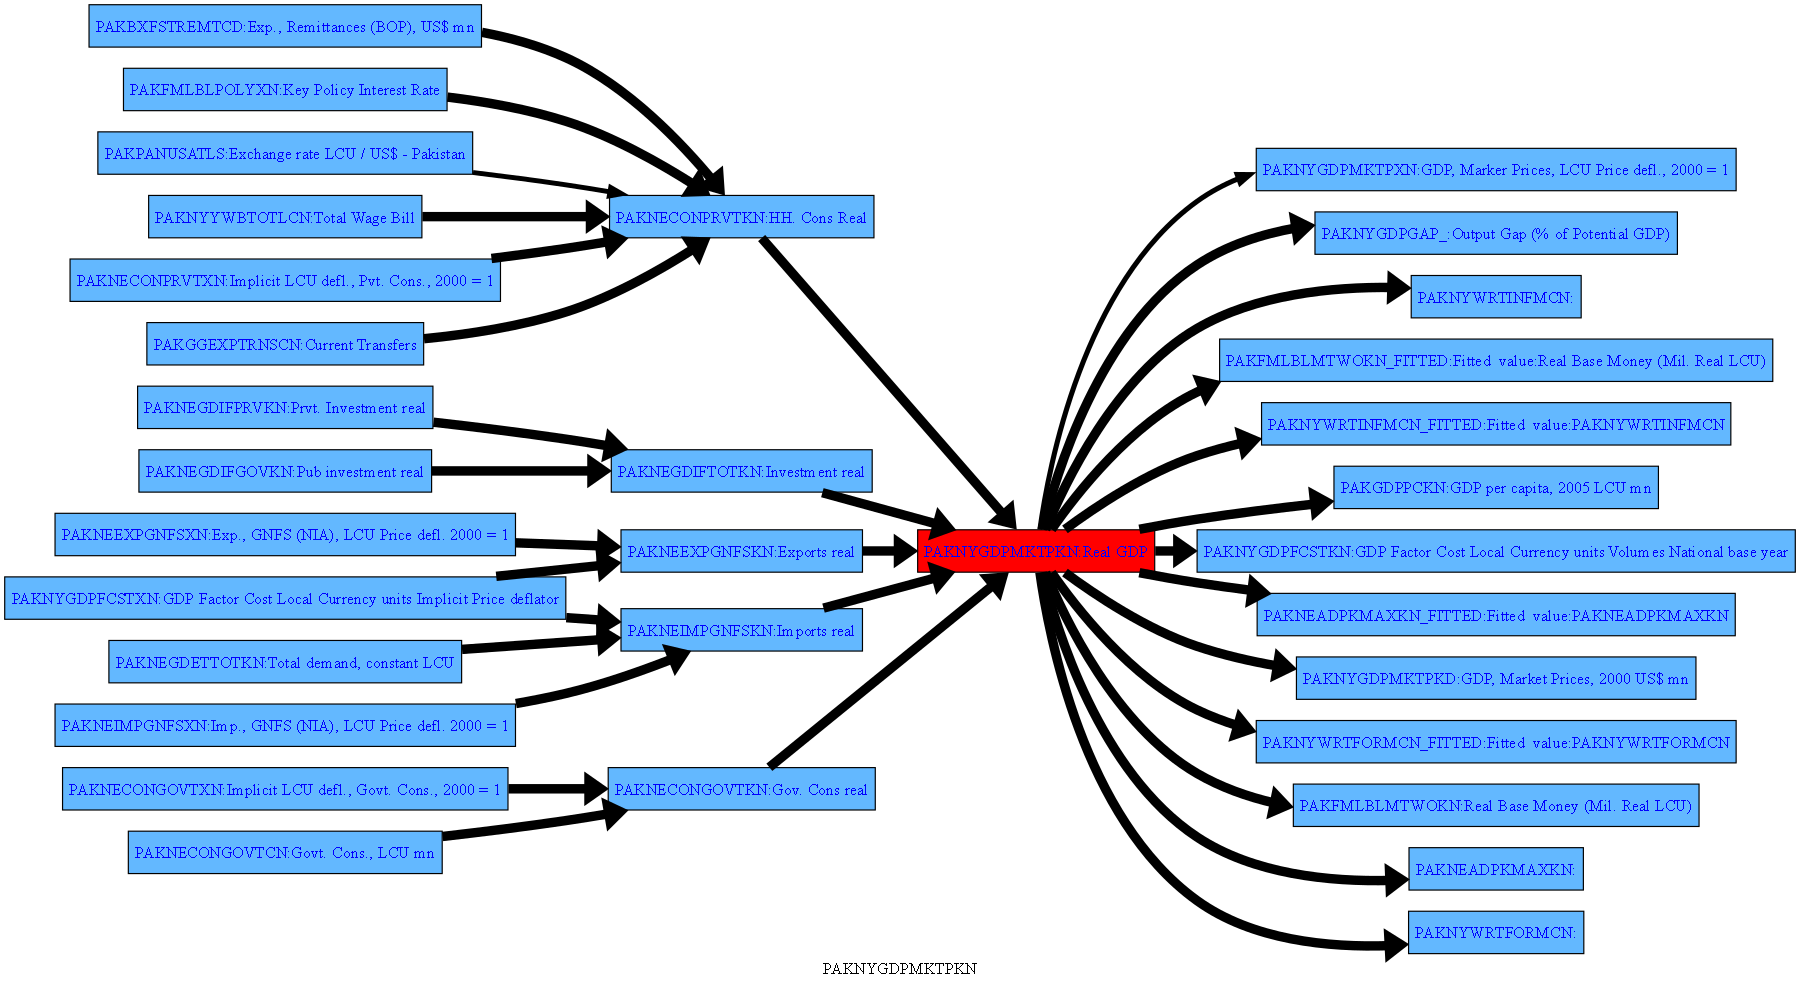 PAKBXFSTREMTCD:Exp., Remittances (BOP), US$ mn
PAKFMLBLPOLYXN:Key Policy Interest Rate
PAKPANUSATLS:Exchange rate LCU / US$ - Pakistan
PAKNYYWBTOTLCN:Total Wage Bill
PAKNECONPRVTXN:Implicit LCU defl., Pvt. Cons., 2000 = 1
PAKGGEXPTRNSCN:Current Transfers
PAKNEGDIFPRVKN:Prvt. Investment real
PAKNEGDIFGOVKN:Pub investment real
PAKNEEXPGNFSXN:Exp., GNFS (NIA), LCU Price defl. 2000 = 1
PAKNYGDPFCSTXN:GDP Factor Cost Local Currency units Implicit Price deflator
PAKNEGDETTOTKN:Total demand, constant LCU
PAKNEIMPGNFSXN:Imp., GNFS (NIA), LCU Price defl. 2000 = 1
PAKNECONGOVTXN:Implicit LCU defl., Govt. Cons., 2000 = 1
PAKNECONGOVTCN:Govt. Cons., LCU mn
PAKNECONPRVTKN:HH. Cons Real
PAKNEGDIFTOTKN:Investment real
PAKNEEXPGNFSKN:Exports real
PAKNEIMPGNFSKN:Imports real
PAKNECONGOVTKN:Gov. Cons real
PAKNYGDPMKTPKN:Real GDP
PAKNYGDPMKTPXN:GDP, Marker Prices, LCU Price defl., 2000 = 1
PAKNYGDPGAP_:Output Gap (% of Potential GDP)
PAKNYWRTINFMCN:
PAKFMLBLMTWOKN_FITTED:Fitted value:Real Base Money (Mil. Real LCU)
PAKNYWRTINFMCN_FITTED:Fitted value:PAKNYWRTINFMCN
PAKGDPPCKN:GDP per capita, 2005 LCU mn
PAKNYGDPFCSTKN:GDP Factor Cost Local Currency units Volumes National base year
PAKNEADPKMAXKN_FITTED:Fitted value:PAKNEADPKMAXKN
PAKNYGDPMKTPKD:GDP, Market Prices, 2000 US$ mn
PAKNYWRTFORMCN_FITTED:Fitted value:PAKNYWRTFORMCN
PAKFMLBLMTWOKN:Real Base Money (Mil. Real LCU)
PAKNEADPKMAXKN:
PAKNYWRTFORMCN:
PAKNYGDPMKTPKN